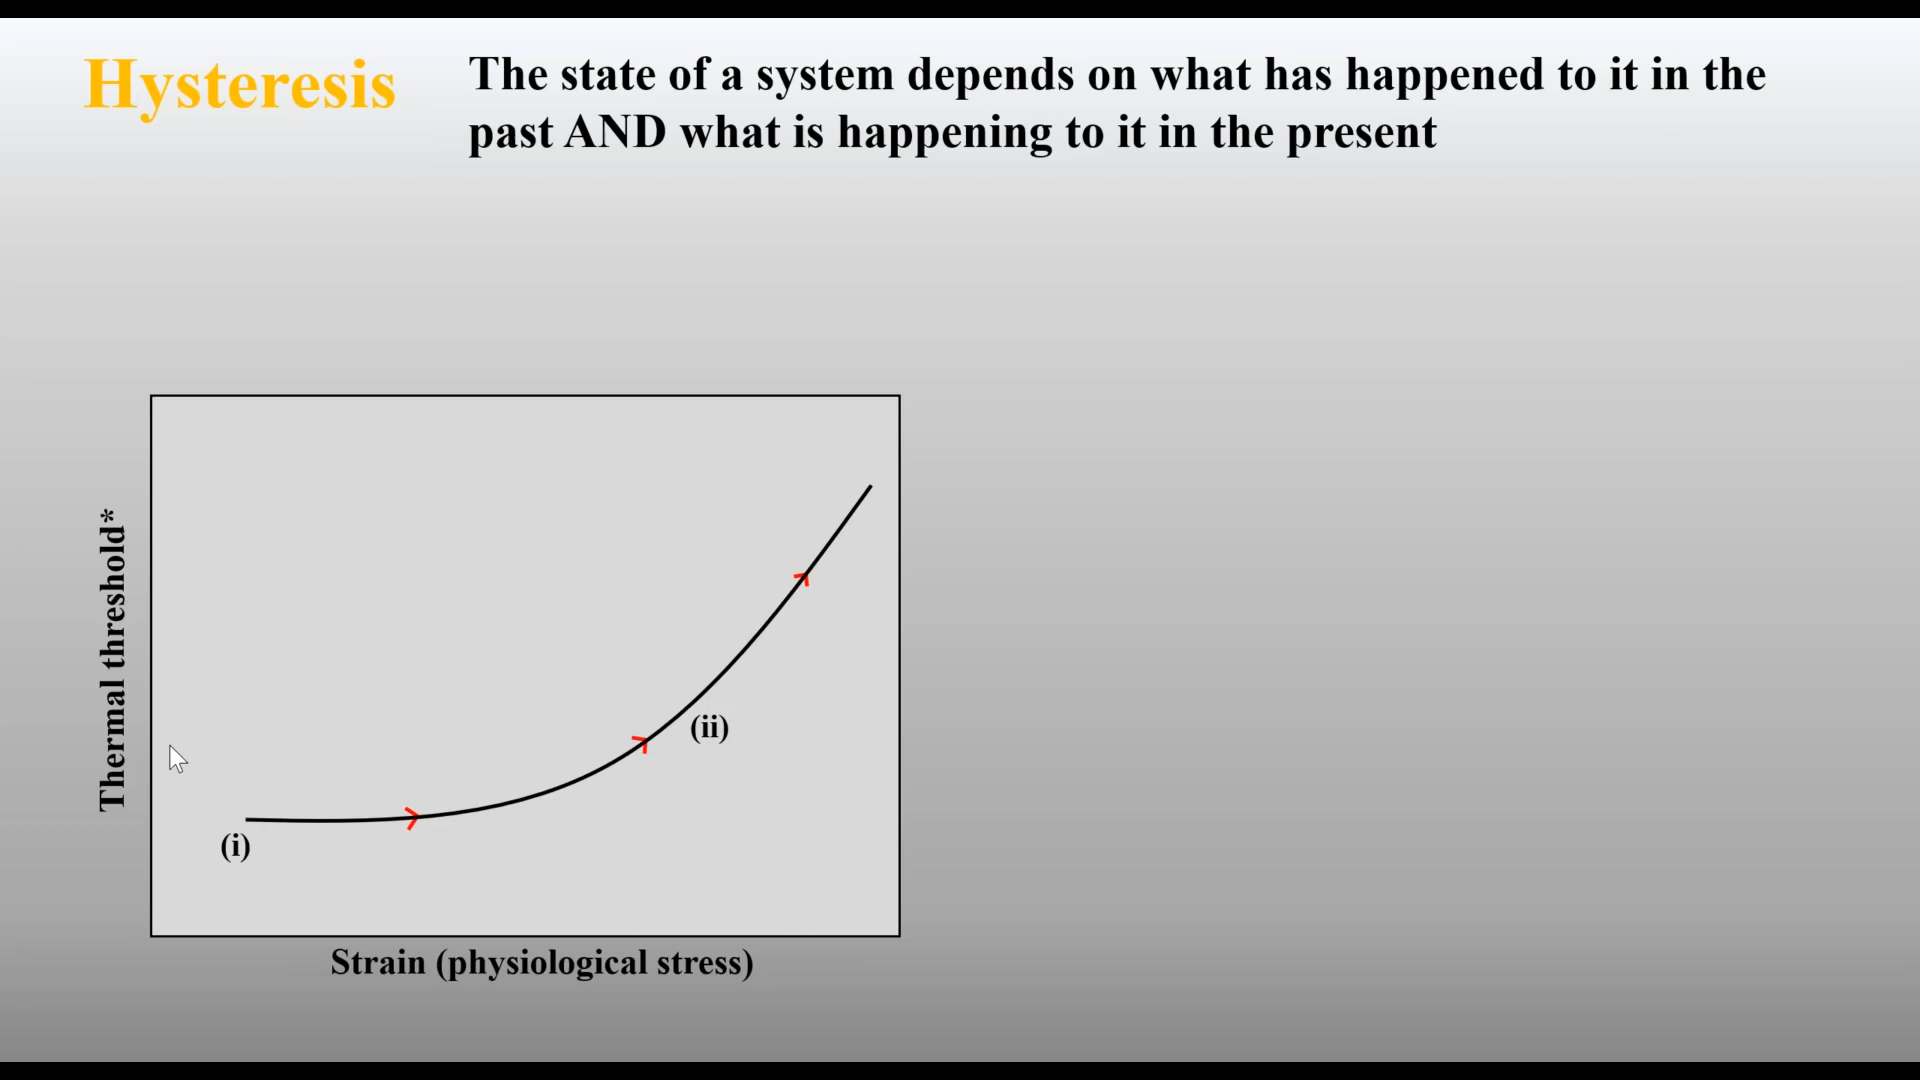 Hysteresis
The state of a system depends on what has happened to it in the
past AND what is happening to it in the present
Thermal threshold*
(ii)
(i)
Strain (physiological stress)